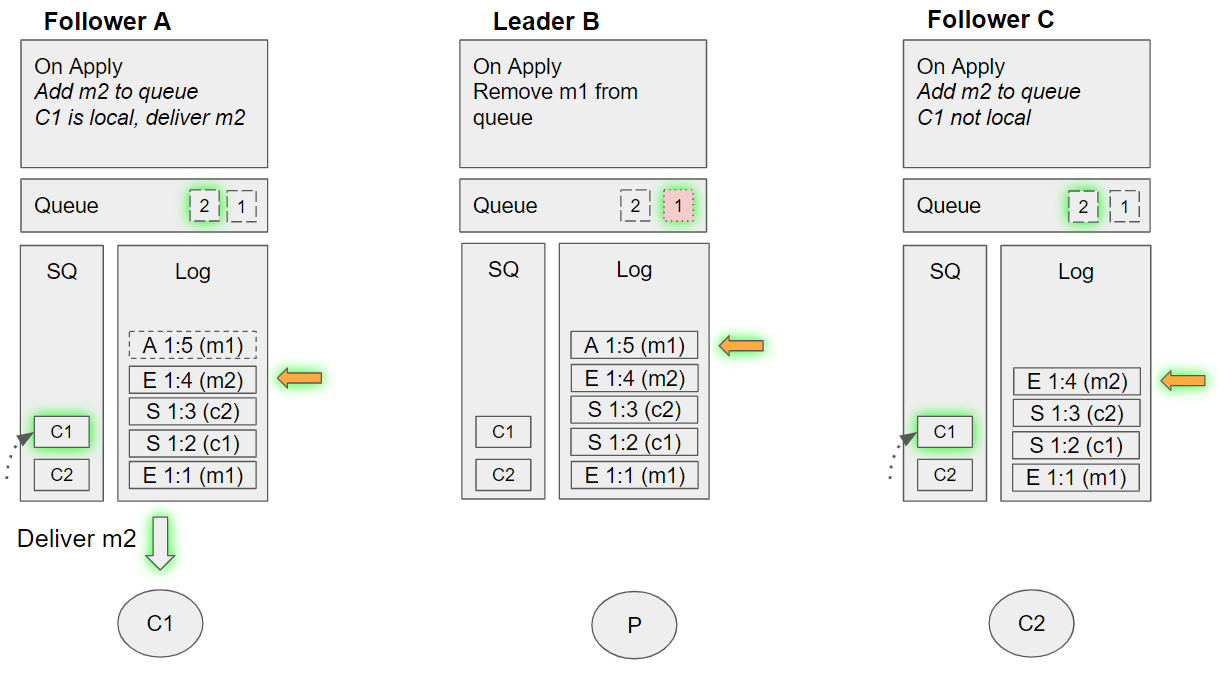 Follower A
On Apply
Add m2 to queue
C1 is local, deliver m2
Queue
2
1
SQ
C1
C2
Log
A 1:5 (m1)
E 1:4 (m2)
S 1:3 (c2)
S 1:2 (c1)
E 1:1 (m1)
Deliver m2
C1
Leader B
On Apply
Remove m1 from
queue
Queue
2
1
SQ
C1
C2
Log
A 1:5 (m1)
E 1:4 (m2)
S 1:3 (c2)
S 1:2 (c1)
E 1:1 (m1)
P
Follower C
On Apply
Add m2 to queue
C1 not local
Queue
2
1
SQ
C1
C2
Log
E 1:4 (m2)
S 1:3 (c2)
S 1:2 (c1)
E 1:1 (m1)
C2